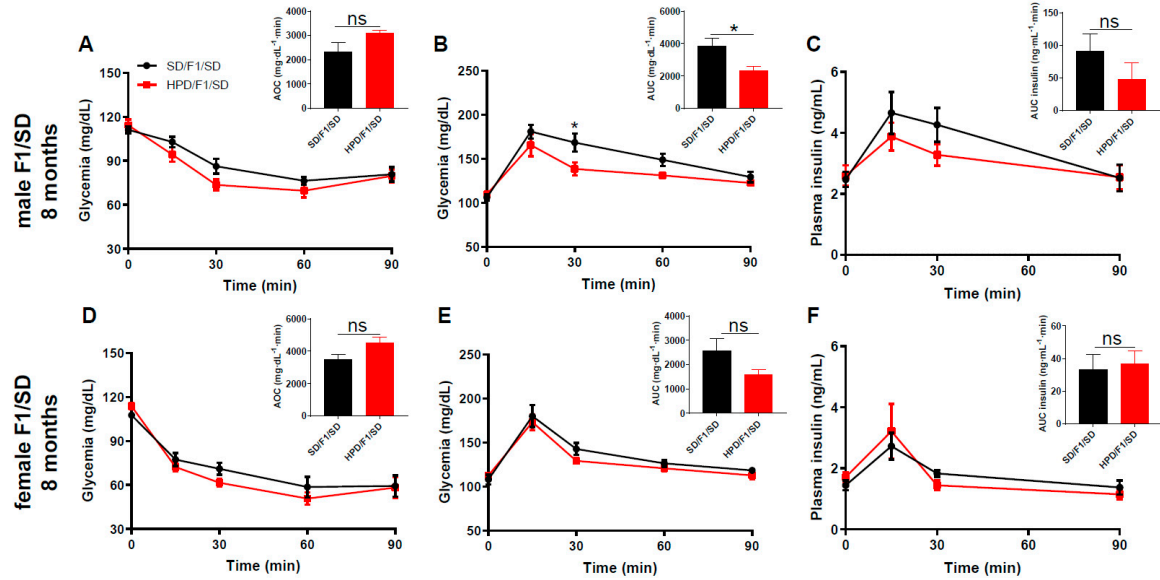 A
SD/F1/SD
HPD/F1/SD
Glycemia (mg/dL)
150
120
90
60
30
0
30
60
90
Time (min)
ns
AOC (mg·dL⁻¹·min)
4000
3000
2000
1000
0
SD/F1/SD
HPD/F1/SD
B
Glycemia (mg/dL)
250
200
150
100
50
*
0
30
60
90
Time (min)
*
AUC (mg·dL⁻¹·min)
6000
4000
2000
0
SD/F1/SD
HPD/F1/SD
C
Plasma insulin (ng/mL)
6
4
2
0
0
30
60
90
Time (min)
ns
AUC insulin (ng·mL⁻¹·min)
100
50
0
SD/F1/SD
HPD/F1/SD
male F1/SD
8 months
D
Glycemia (mg/dL)
150
120
90
60
30
0
30
60
90
Time (min)
ns
AOC (mg·dL⁻¹·min)
8000
6000
4000
2000
0
SD/F1/SD
HPD/F1/SD
E
Glycemia (mg/dL)
250
200
150
100
50
0
30
60
90
Time (min)
ns
AUC (mg·dL⁻¹·min)
4000
3000
2000
1000
0
SD/F1/SD
HPD/F1/SD
F
Plasma insulin (ng/mL)
6
4
2
0
0
30
60
90
Time (min)
ns
AUC insulin (ng·mL⁻¹·min)
60
40
20
0
SD/F1/SD
HPD/F1/SD
female F1/SD
8 months